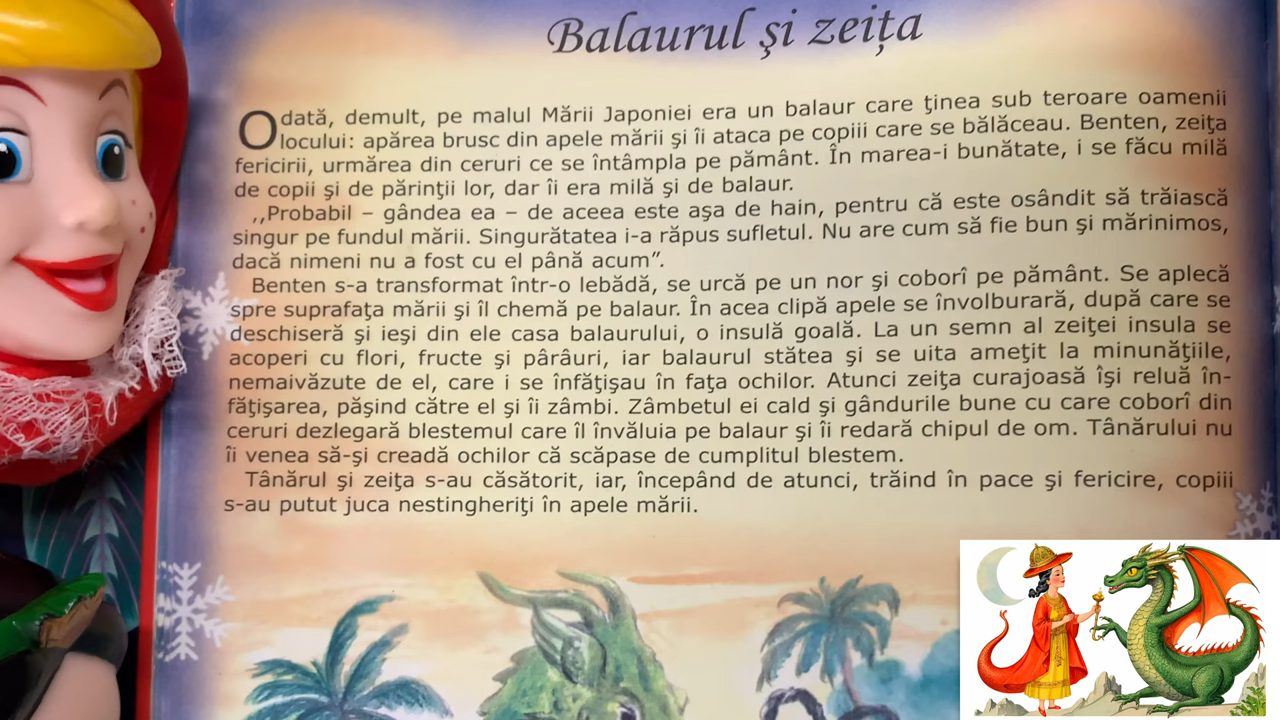 Balaurul şi zeița
Odată, demult, pe malul Mării Japoniei era un balaur care ţinea sub teroare oamenii
locului: apărea brusc din apele mării şi îi ataca pe copiii care se bălăceau. Benten, zeiţa
fericirii, urmărea din ceruri ce se întâmpla pe pământ. În marea-i bunătate, i se făcu milă
de copii şi de părinţii lor, dar îi era milă şi de balaur.
,,Probabil – gândea ea – de aceea este aşa de hain, pentru că este osândit să trăiască
singur pe fundul mării. Singurătatea i-a răpus sufletul. Nu are cum să fie bun şi mărinimos,
dacă nimeni nu a fost cu el până acum”.
Benten s-a transformat într-o lebădă, se urcă pe un nor şi coborî pe pământ. Se aplecă
spre suprafaţa mării şi îl chemă pe balaur. În acea clipă apele se învolburară, după care se
deschiseră şi ieşi din ele casa balaurului, o insulă goală. La un semn al zeiţei insula se
acoperi cu flori, fructe şi pârâuri, iar balaurul stătea şi se uita ameţit la minunăţiile,
nemaivăzute de el, care i se înfăţişau în faţa ochilor. Atunci zeiţa curajoasă îşi reluă în-
făţişarea, păşind către el şi îi zâmbi. Zâmbetul ei cald şi gândurile bune cu care coborî din
ceruri dezlegară blestemul care îl învăluia pe balaur şi îi redară chipul de om. Tânărului nu
îi venea să-şi creadă ochilor că scăpase de cumplitul blestem.
Tânărul şi zeiţa s-au căsătorit, iar, începând de atunci, trăind în pace şi fericire, copiii
s-au putut juca nestingheriţi în apele mării.